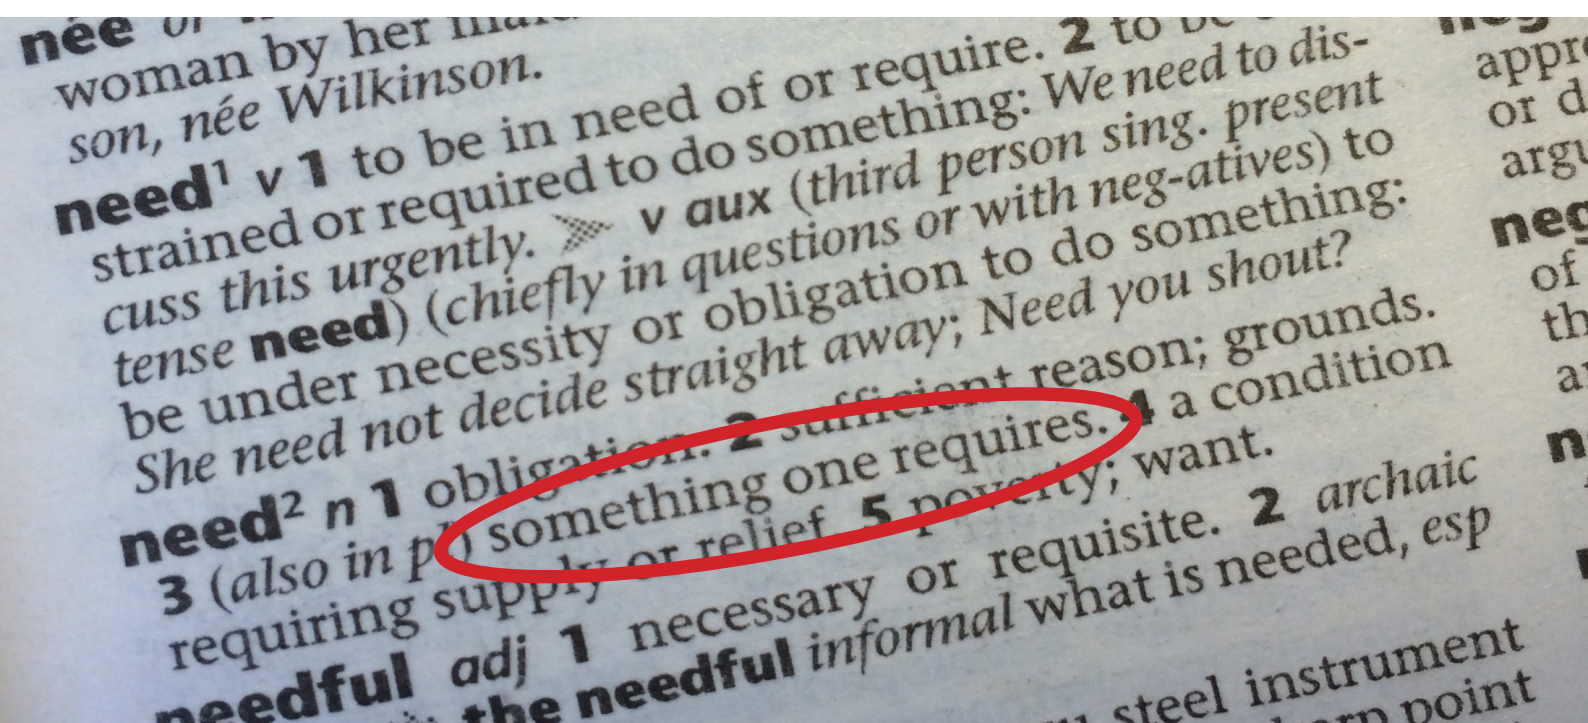 née or
woman by her
son, née Wilkinson.
need¹ v 1 to be in need of or require. 2 to be
strained or required to do something: We need to dis-
cuss this urgently. v aux (third person sing. present
tense need) (chiefly in questions or with neg-atives) to
be under necessity or obligation to do something:
She need not decide straight away; Need you shout?
need² n 1 obligation. 2 sufficient reason; grounds.
3 (also in pl) something one requires. 4 a condition
requiring supply or relief. 5 poverty; want.
needful adj 1 necessary or requisite. 2 archaic
the needful informal what is needed, esp
steel instrument
point
neg
appr
or d
argu
neg
of
th
a
n